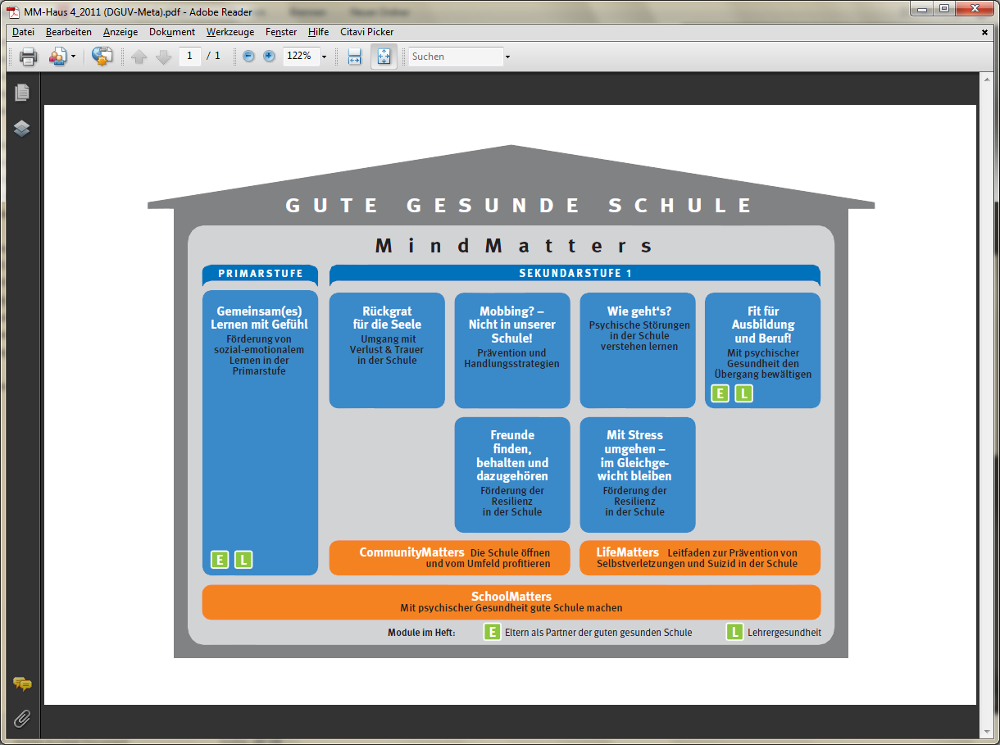 MM-Haus 4_2011 (DGUV-Meta).pdf - Adobe Reader
Datei Bearbeiten Anzeige Dokument Werkzeuge Fenster Hilfe Citavi Picker
1 / 1 122% Suchen
GUTE GESUNDE SCHULE
MindMatters
PRIMARSTUFE
SEKUNDARSTUFE 1
Gemeinsam(es)
Lernen mit Gefühl
Förderung von
sozial-emotionalem
Lernen in der
Primarstufe
E L
Rückgrat
für die Seele
Umgang mit
Verlust & Trauer
in der Schule
Mobbing? –
Nicht in unserer
Schule!
Prävention und
Handlungsstrategien
Wie geht's?
Psychische Störungen
in der Schule
verstehen lernen
Fit für
Ausbildung
und Beruf!
Mit psychischer
Gesundheit den
Übergang bewältigen
E L
Freunde
finden,
behalten und
dazugehören
Förderung der
Resilienz
in der Schule
Mit Stress
umgehen –
im Gleichge-
wicht bleiben
Förderung der
Resilienz
in der Schule
CommunityMatters Die Schule öffnen
und vom Umfeld profitieren
LifeMatters Leitfaden zur Prävention von
Selbstverletzungen und Suizid in der Schule
SchoolMatters
Mit psychischer Gesundheit gute Schule machen
Module im Heft: E Eltern als Partner der guten gesunden Schule L Lehrergesundheit